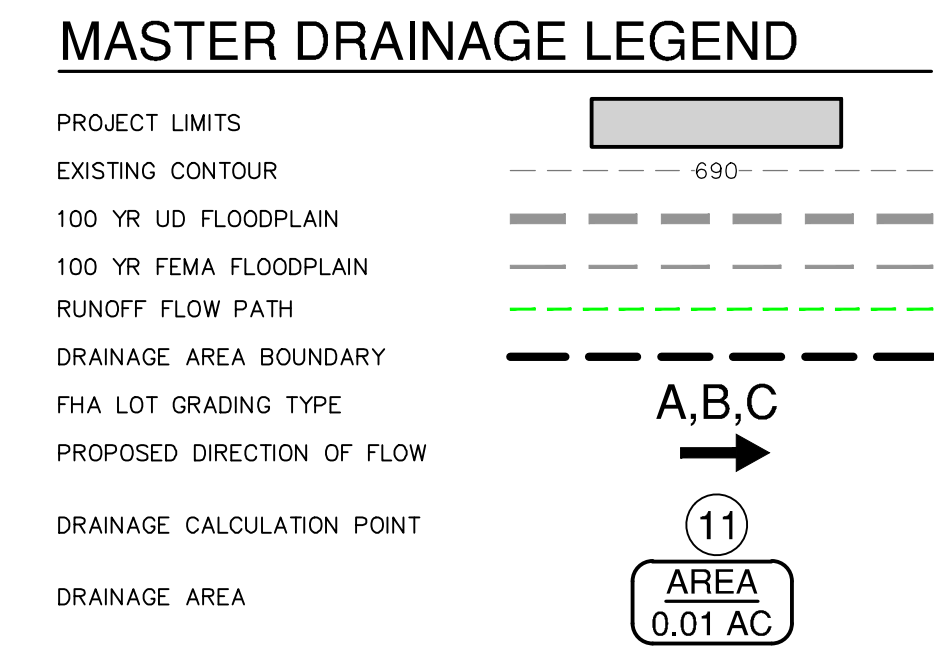 MASTER DRAINAGE LEGEND
PROJECT LIMITS
EXISTING CONTOUR 690
100 YR UD FLOODPLAIN
100 YR FEMA FLOODPLAIN
RUNOFF FLOW PATH
DRAINAGE AREA BOUNDARY
FHA LOT GRADING TYPE A,B,C
PROPOSED DIRECTION OF FLOW
DRAINAGE CALCULATION POINT 11
DRAINAGE AREA
AREA
0.01 AC